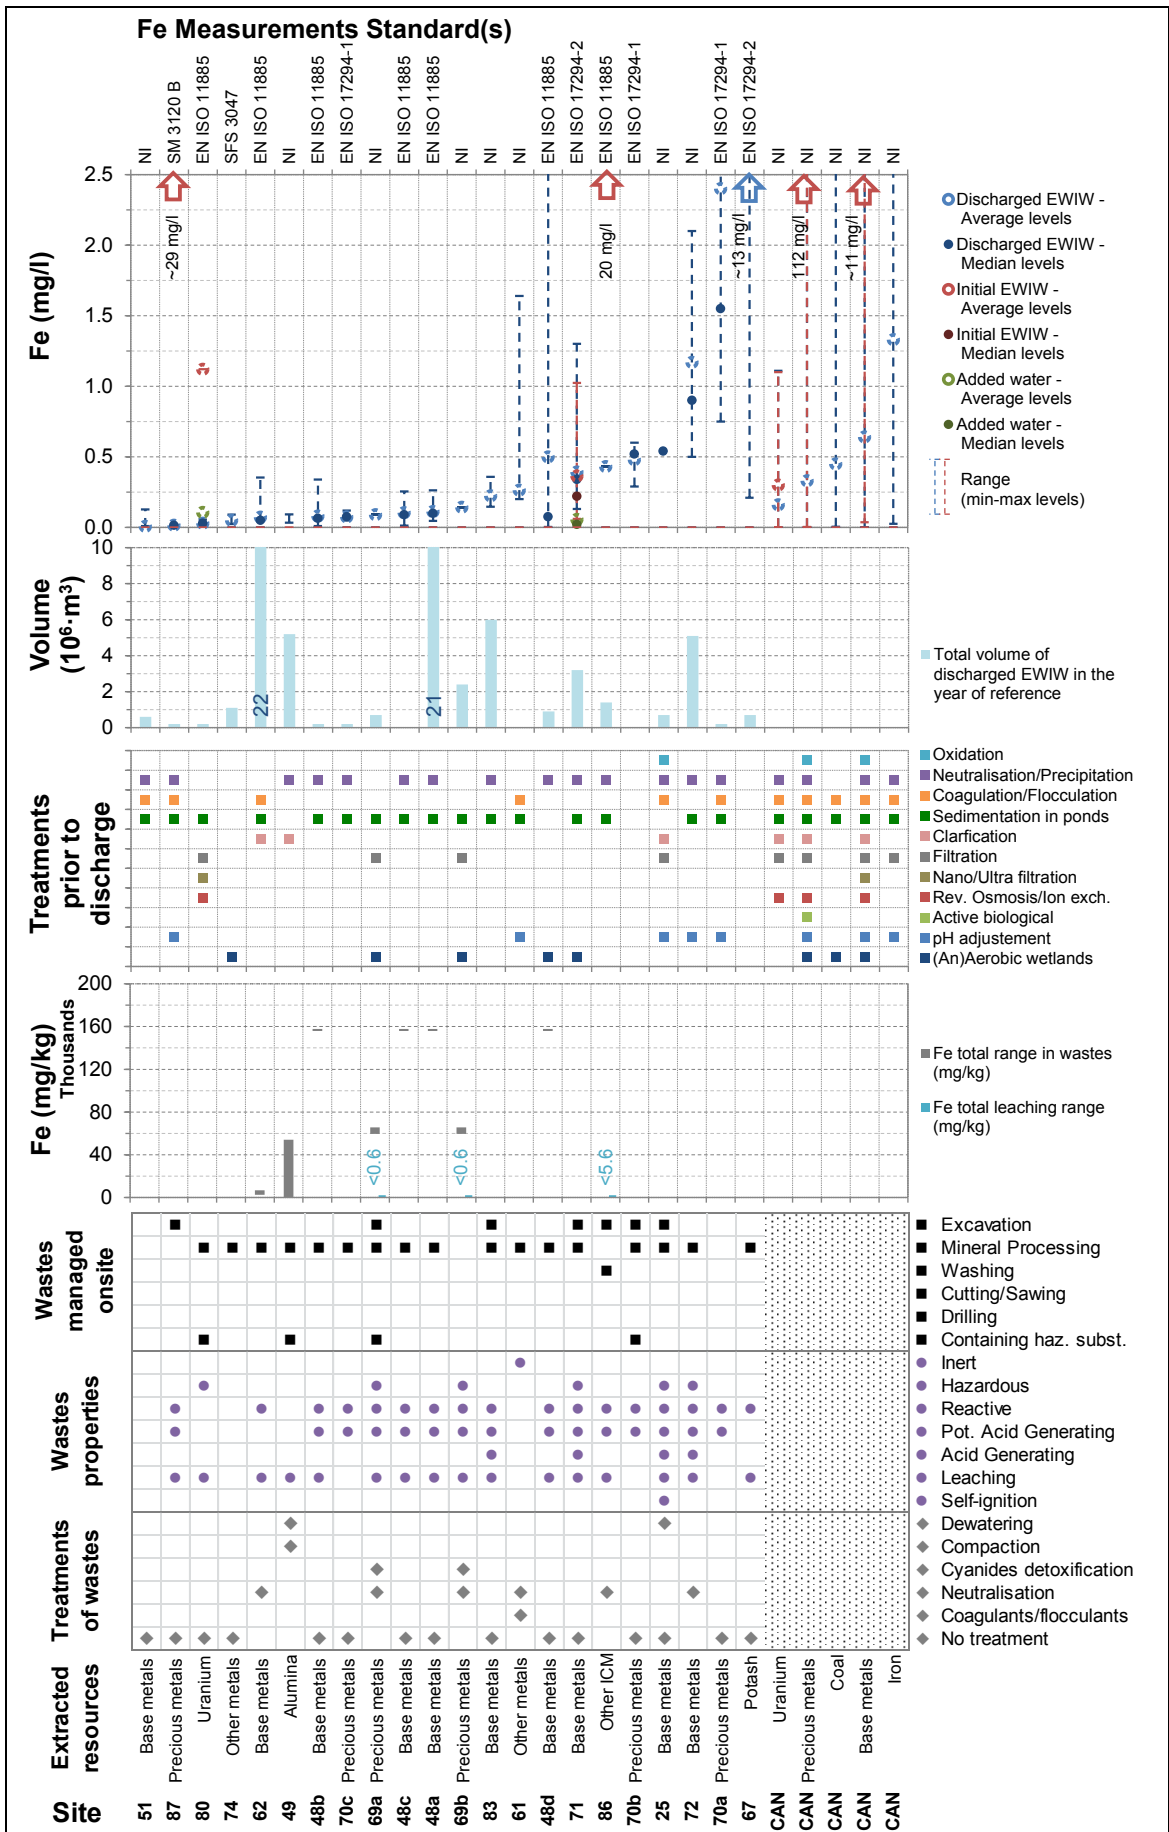 Fe Measurements Standard(s)
NI
SM 3120 B
EN ISO 11885
SFS 3047
EN ISO 11885
NI
EN ISO 11885
EN ISO 17294-1
NI
EN ISO 11885
EN ISO 11885
NI
NI
NI
EN ISO 11885
EN ISO 17294-2
EN ISO 11885
EN ISO 17294-1
NI
NI
EN ISO 17294-1
EN ISO 17294-2
NI
NI
NI
NI
NI
Fe (mg/l)
2.5
2.0
1.5
1.0
0.5
0.0
~29 mg/l
20 mg/l
~13 mg/l
112 mg/l
~11 mg/l
Discharged EWIW -
Average levels
Discharged EWIW -
Median levels
Initial EWIW -
Average levels
Initial EWIW -
Median levels
Added water -
Average levels
Added water -
Median levels
Range
(min-max levels)
Volume
(10⁶·m³)
10
8
6
4
2
0
22
21
Total volume of
discharged EWIW in the
year of reference
Treatments
prior to
discharge
Oxidation
Neutralisation/Precipitation
Coagulation/Flocculation
Sedimentation in ponds
Clarfication
Filtration
Nano/Ultra filtration
Rev. Osmosis/Ion exch.
Active biological
pH adjustement
(An)Aerobic wetlands
Fe (mg/kg)
Thousands
200
160
120
80
40
0
<0.6
<0.6
<5.6
Fe total range in wastes
(mg/kg)
Fe total leaching range
(mg/kg)
Wastes
managed
onsite
Excavation
Mineral Processing
Washing
Cutting/Sawing
Drilling
Containing haz. subst.
Wastes
properties
Inert
Hazardous
Reactive
Pot. Acid Generating
Acid Generating
Leaching
Self-ignition
Treatments
of wastes
Dewatering
Compaction
Cyanides detoxification
Neutralisation
Coagulants/flocculants
No treatment
Extracted
resources
Base metals
Precious metals
Uranium
Other metals
Base metals
Alumina
Base metals
Precious metals
Precious metals
Base metals
Base metals
Precious metals
Base metals
Other metals
Base metals
Base metals
Other ICM
Precious metals
Base metals
Base metals
Precious metals
Potash
Uranium
Precious metals
Coal
Base metals
Iron
Site
51
87
80
74
62
49
48b
70c
69a
48c
48a
69b
83
61
48d
71
86
70b
25
72
70a
67
CAN
CAN
CAN
CAN
CAN